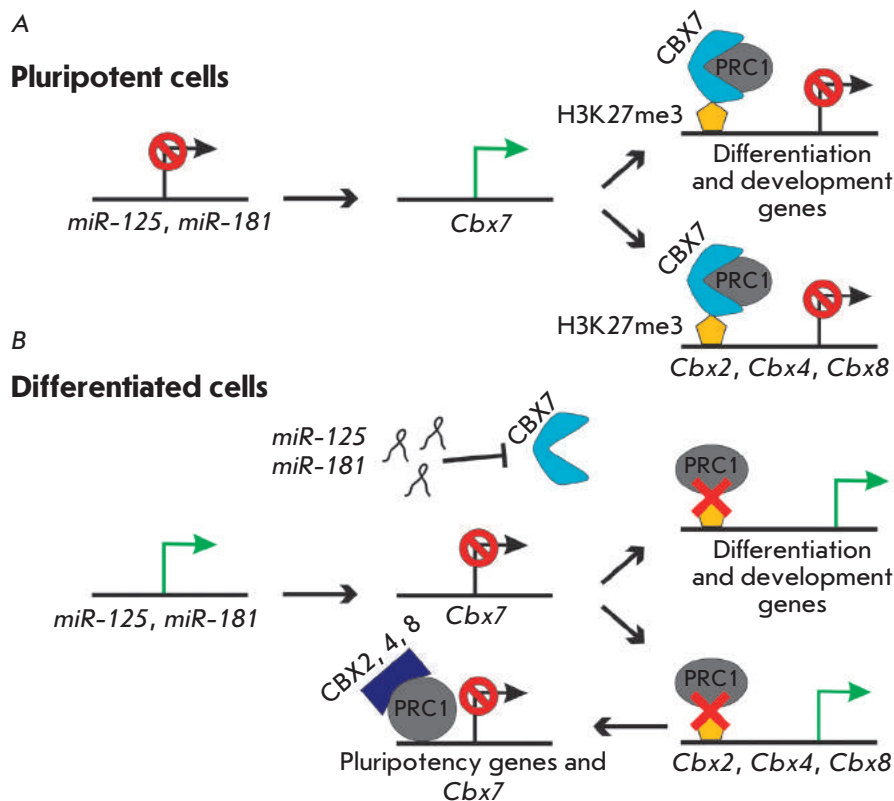 A
Pluripotent cells
miR-125, miR-181
Cbx7
CBX7
PRC1
H3K27me3
Differentiation
and development
genes
CBX7
PRC1
H3K27me3
Cbx2, Cbx4, Cbx8
B
Differentiated cells
miR-125
miR-181
CBX7
miR-125, miR-181
Cbx7
PRC1
Differentiation
and development
genes
CBX2, 4, 8
PRC1
Pluripotency genes and
Cbx7
PRC1
Cbx2, Cbx4, Cbx8